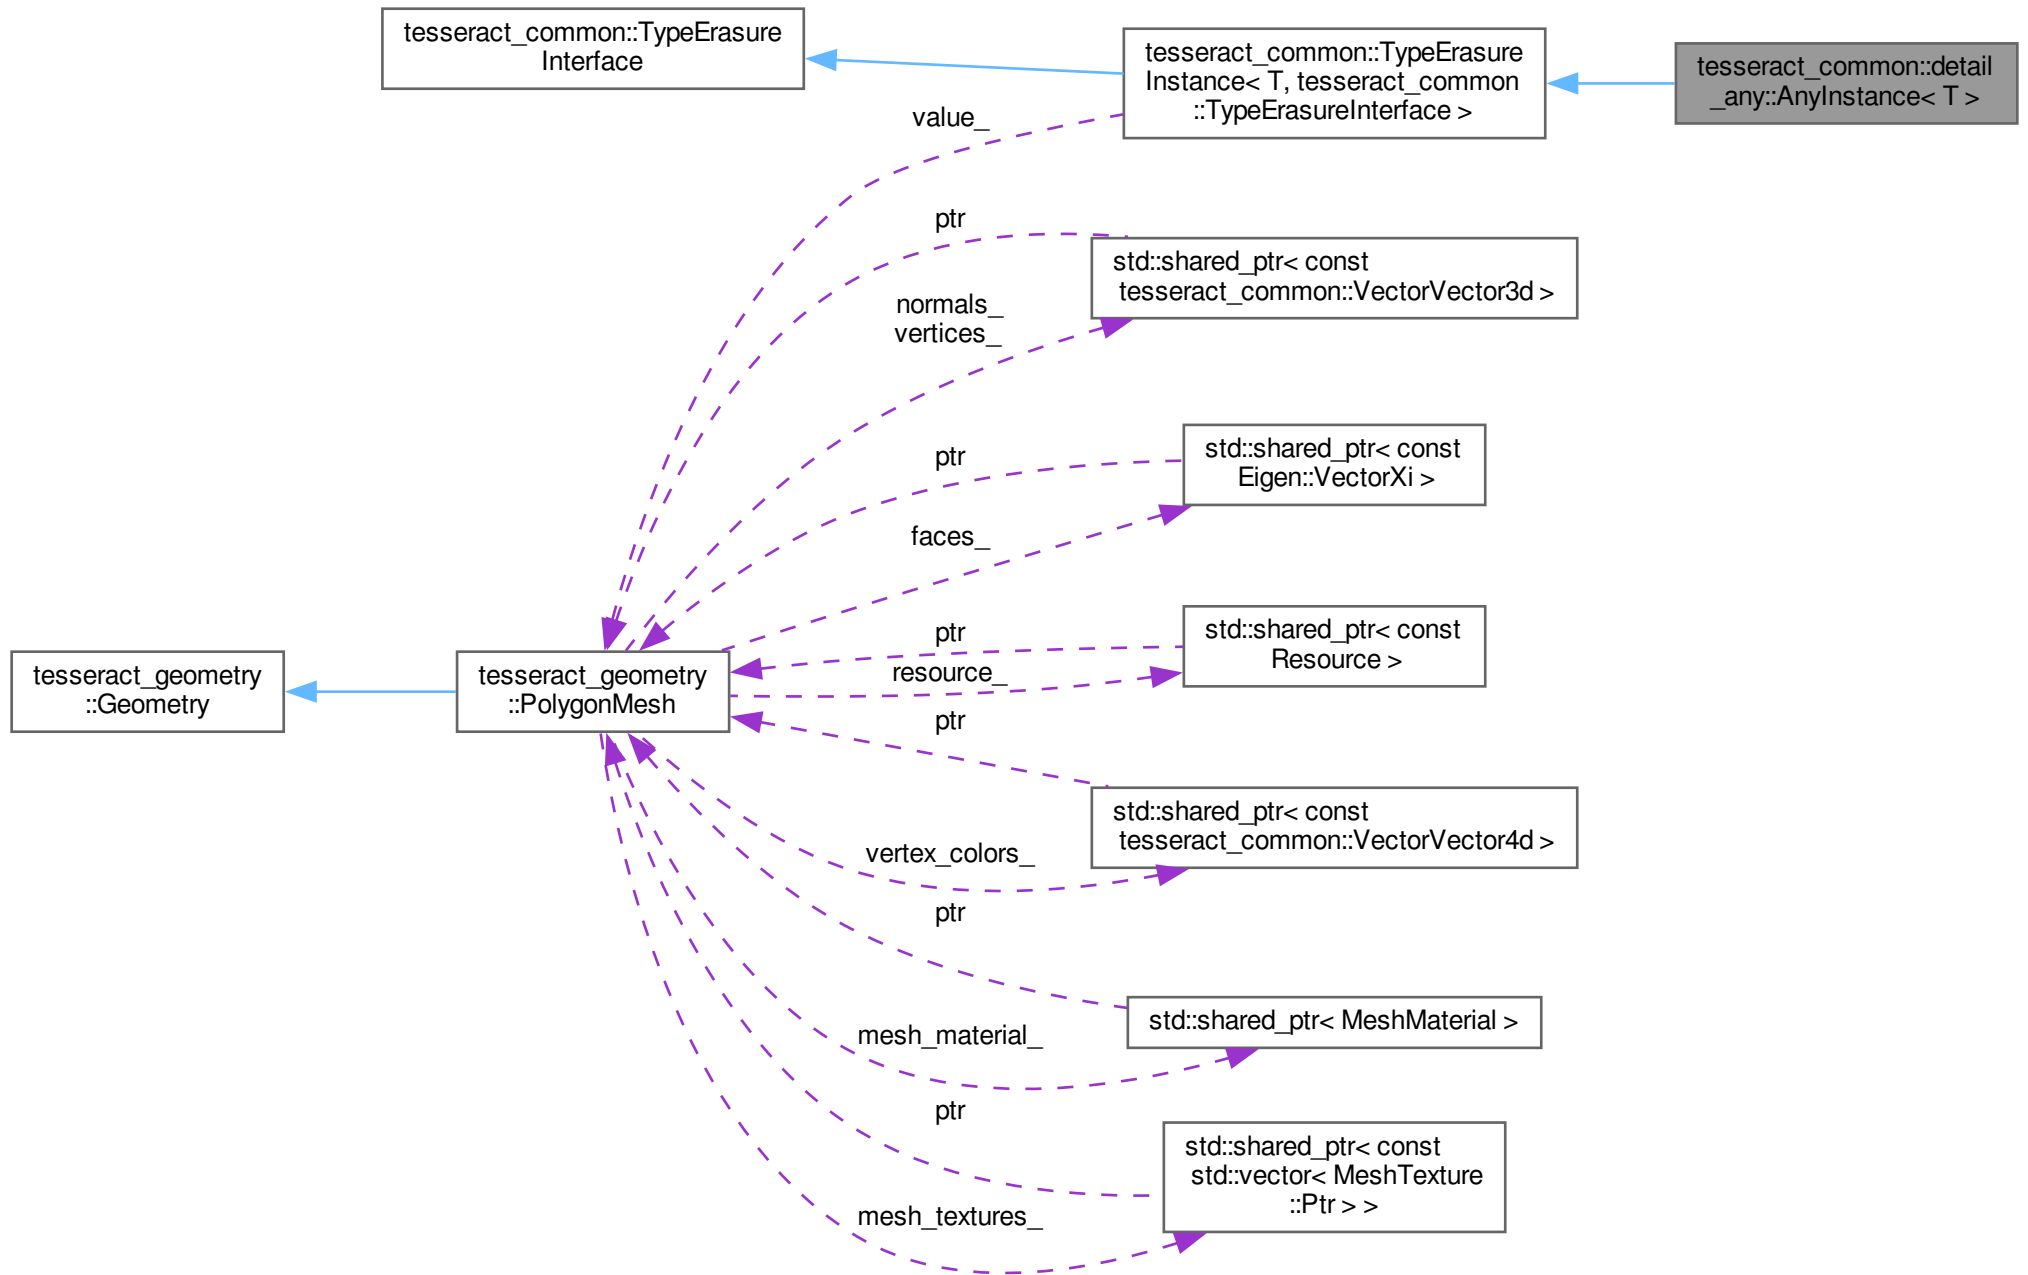 tesseract_common::TypeErasure
Interface
tesseract_common::TypeErasure
Instance< T, tesseract_common
::TypeErasureInterface >
tesseract_common::detail
_any::AnyInstance< T >
value_
ptr
std::shared_ptr< const
tesseract_common::VectorVector3d >
normals_
vertices_
ptr
std::shared_ptr< const
Eigen::VectorXi >
faces_
ptr
std::shared_ptr< const
Resource >
resource_
tesseract_geometry
::Geometry
tesseract_geometry
::PolygonMesh
ptr
std::shared_ptr< const
tesseract_common::VectorVector4d >
vertex_colors_
ptr
std::shared_ptr< MeshMaterial >
mesh_material_
ptr
std::shared_ptr< const
std::vector< MeshTexture
::Ptr > >
mesh_textures_